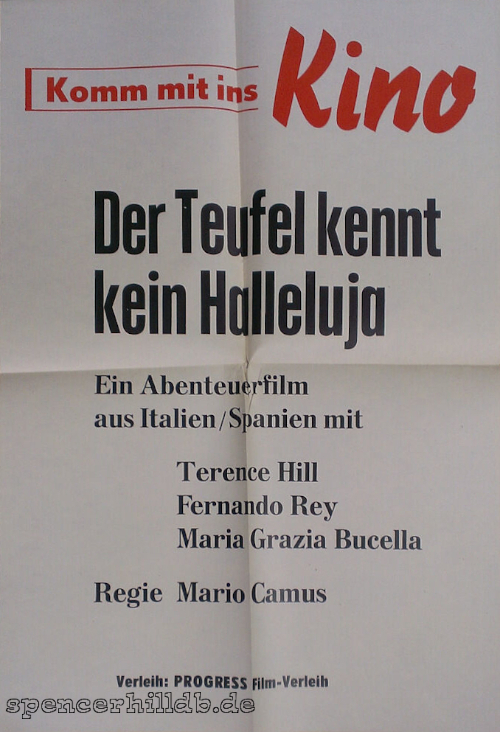 Komm mit ins Kino
Der Teufel kennt
kein Halleluja
Ein Abenteuerfilm
aus Italien/Spanien mit
Terence Hill
Fernando Rey
Maria Grazia Bucella
Regie Mario Camus
Verleih: PROGRESS Film-Verleih
spencerhilldb.de